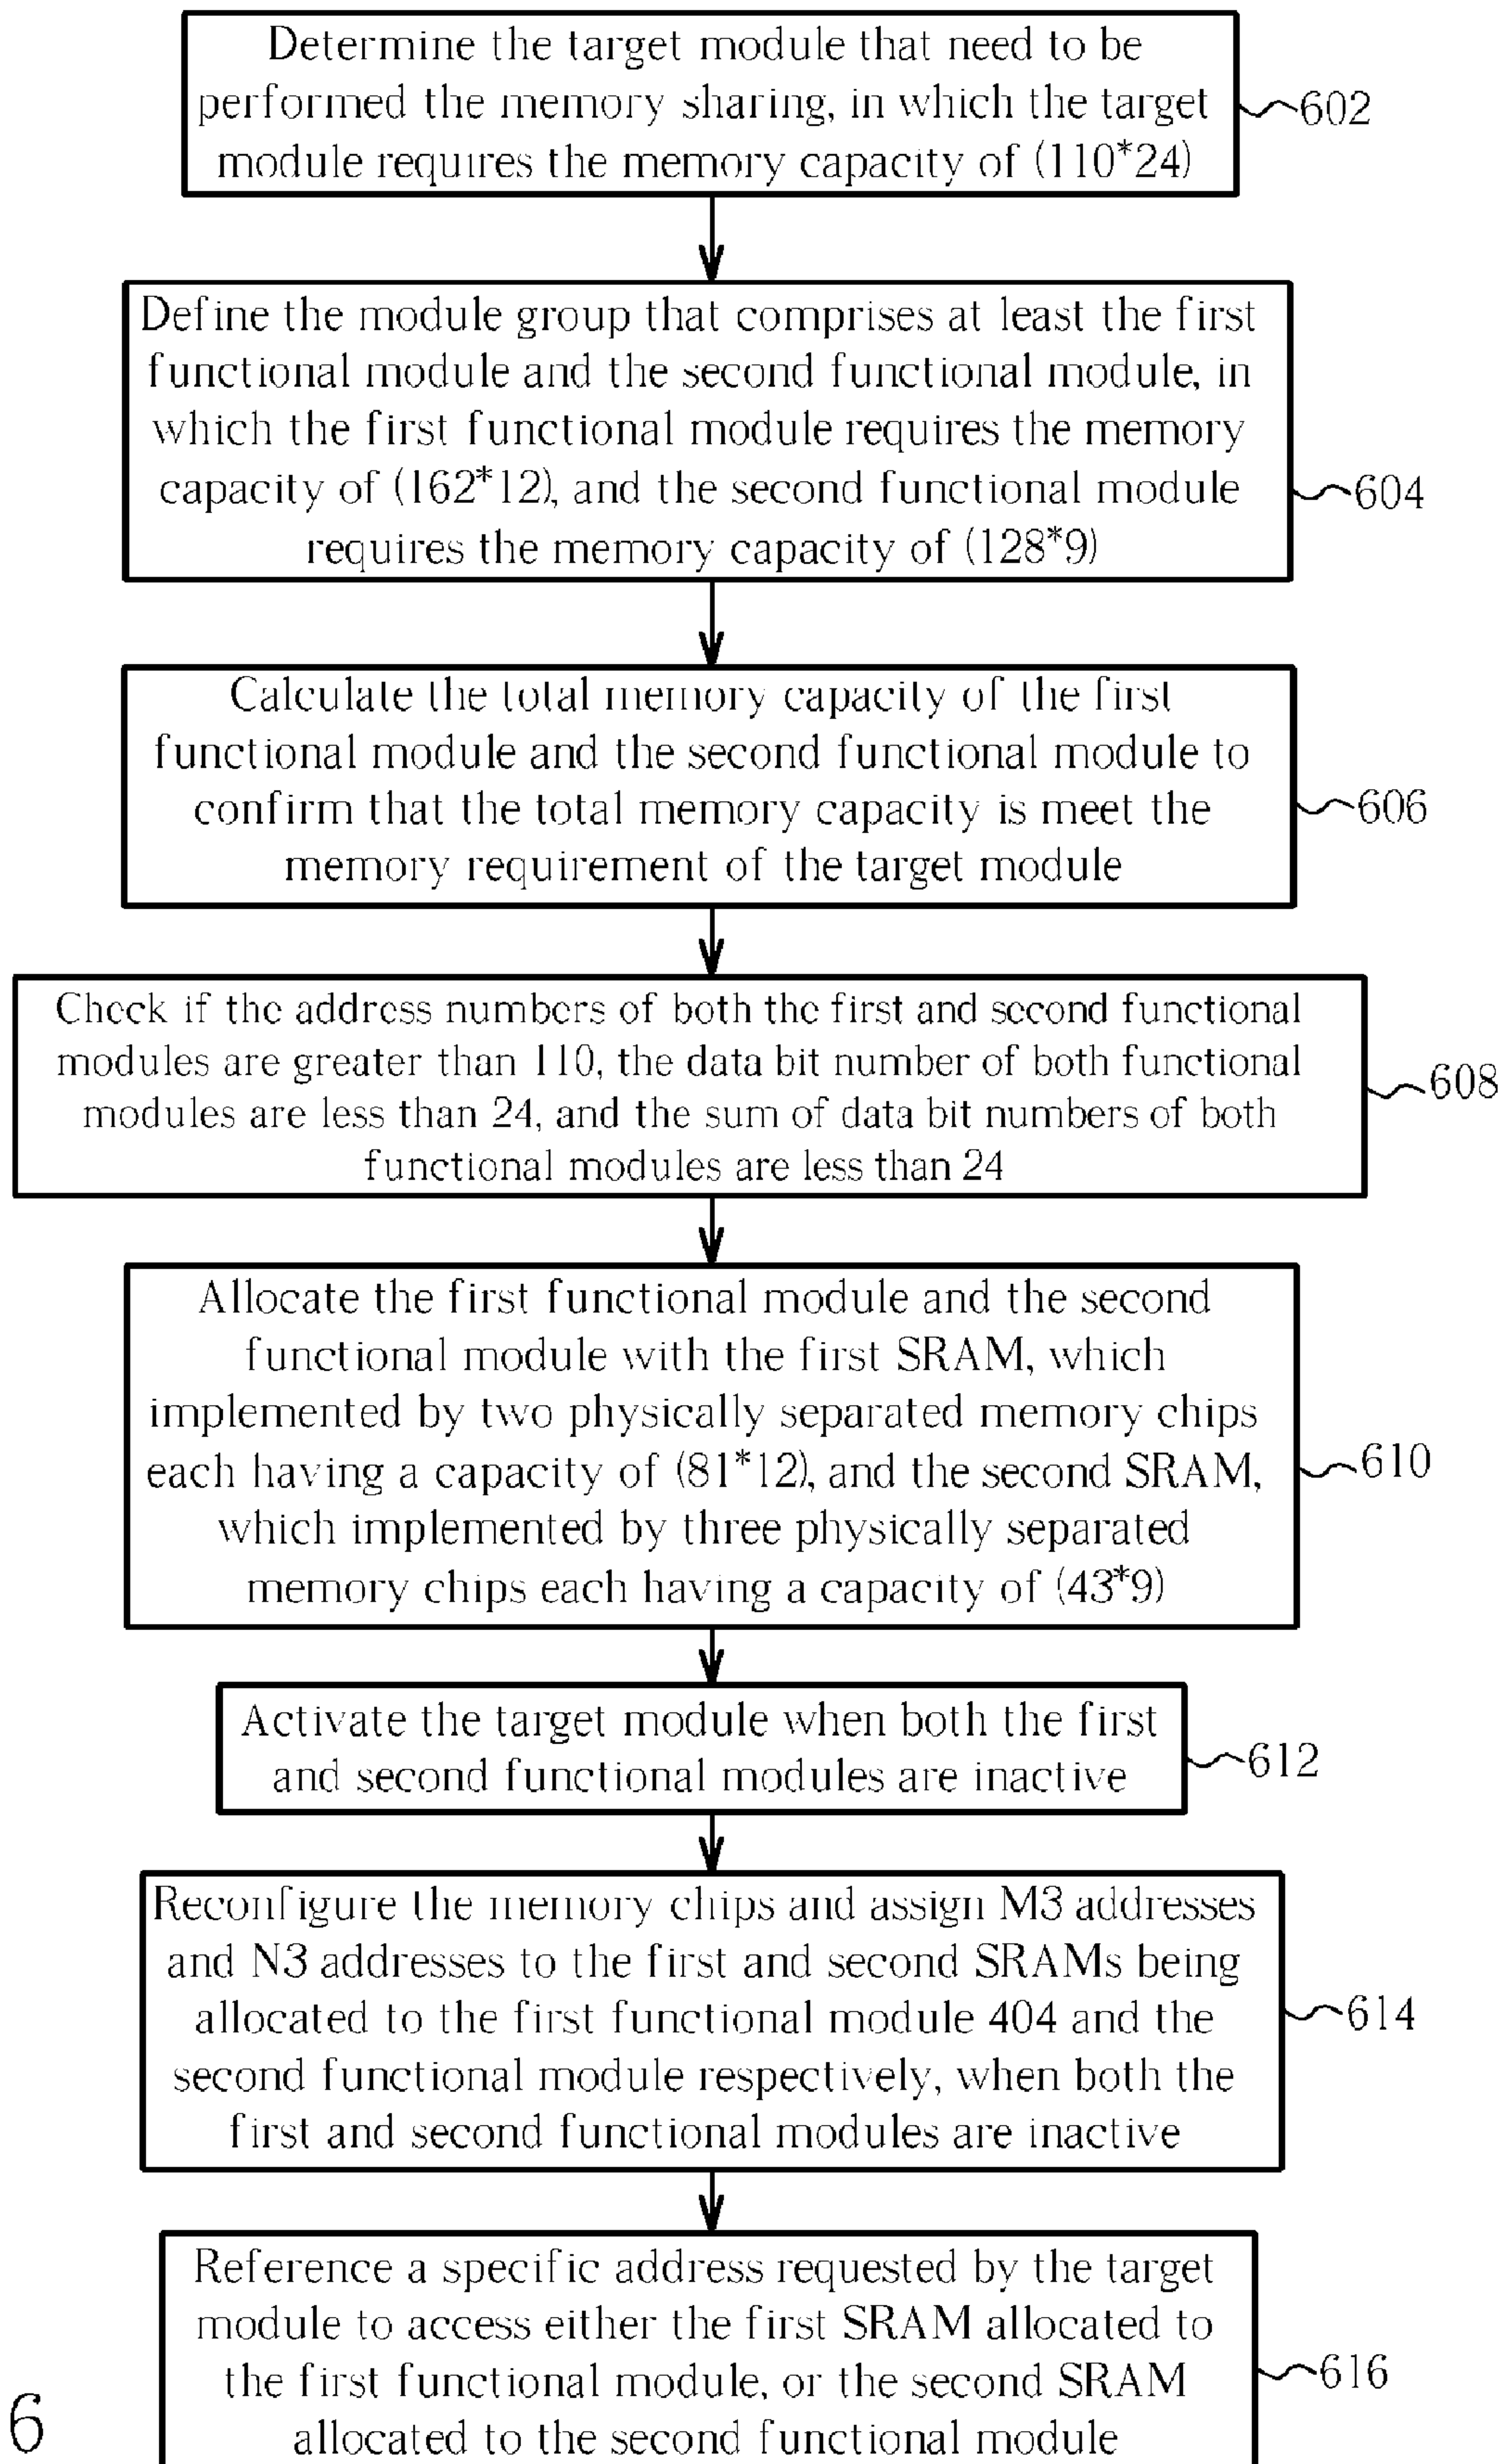 Determine the target module that need to be
performed the memory sharing, in which the target
module requires the memory capacity of (110*24)
602
Define the module group that comprises at least the first
functional module and the second functional module, in
which the first functional module requires the memory
capacity of (162*12), and the second functional module
requires the memory capacity of (128*9)
604
Calculate the total memory capacity of the first
functional module and the second functional module to
confirm that the total memory capacity is meet the
memory requirement of the target module
606
Check if the address numbers of both the first and second functional
modules are greater than 110, the data bit number of both functional
modules are less than 24, and the sum of data bit numbers of both
functional modules are less than 24
608
Allocate the first functional module and the second
functional module with the first SRAM, which
implemented by two physically separated memory chips
each having a capacity of (81*12), and the second SRAM,
which implemented by three physically separated
memory chips each having a capacity of (43*9)
610
Activate the target module when both the first
and second functional modules are inactive
612
Reconfigure the memory chips and assign M3 addresses
and N3 addresses to the first and second SRAMs being
allocated to the first functional module 404 and the
second functional module respectively, when both the
first and second functional modules are inactive
614
Reference a specific address requested by the target
module to access either the first SRAM allocated to
the first functional module, or the second SRAM
allocated to the second functional module
616
6